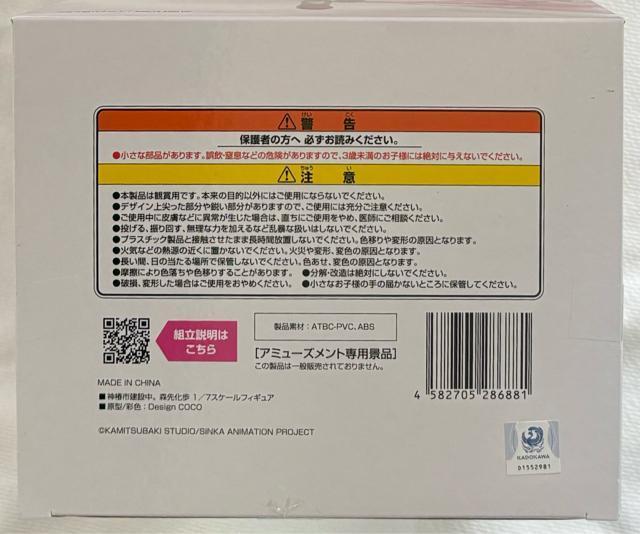 警告
けい こく
保護者の方へ 必ずお読みください。
●小さな部品があります。誤飲・窒息などの危険がありますので、3歳未満のお子様には絶対に与えないでください。
注意
ちゅう い
●本製品は観賞用です。本来の目的以外にはご使用にならないでください。
●デザイン上尖った部分や鋭い部分がありますので、ご使用には充分ご注意ください。
●ご使用中に皮膚などに異常が生じた場合は、直ちにご使用をやめ、医師にご相談ください。
●投げる、振り回す、無理な力を加えるなど乱暴な扱いはしないでください。
●プラスチック製品と接触させたまま長時間放置しないでください。色移りや変形の原因となります。
●火気などの熱源の近くに置かないでください。火災や変形、変色の原因となります。
●長い間、日の当たる場所で保管しないでください。色あせ、変色の原因となります。
●摩擦により色落ちや色移りすることがあります。 ●分解・改造は絶対にしないでください。
●破損、変形した場合はご使用をおやめください。 ●小さなお子様の手の届かないところに保管してください。
組立説明は
こちら
製品素材:ATBC-PVC、ABS
[アミューズメント専用景品]
この製品は一般販売されておりません。
4 582705 286881
MADE IN CHINA
■神椿市建設中。森先化歩 1/7スケールフィギュア
■原型/彩色:Design COCO
©KAMITSUBAKI STUDIO/SINKA ANIMATION PROJECT
KADOKAWA
D1552981